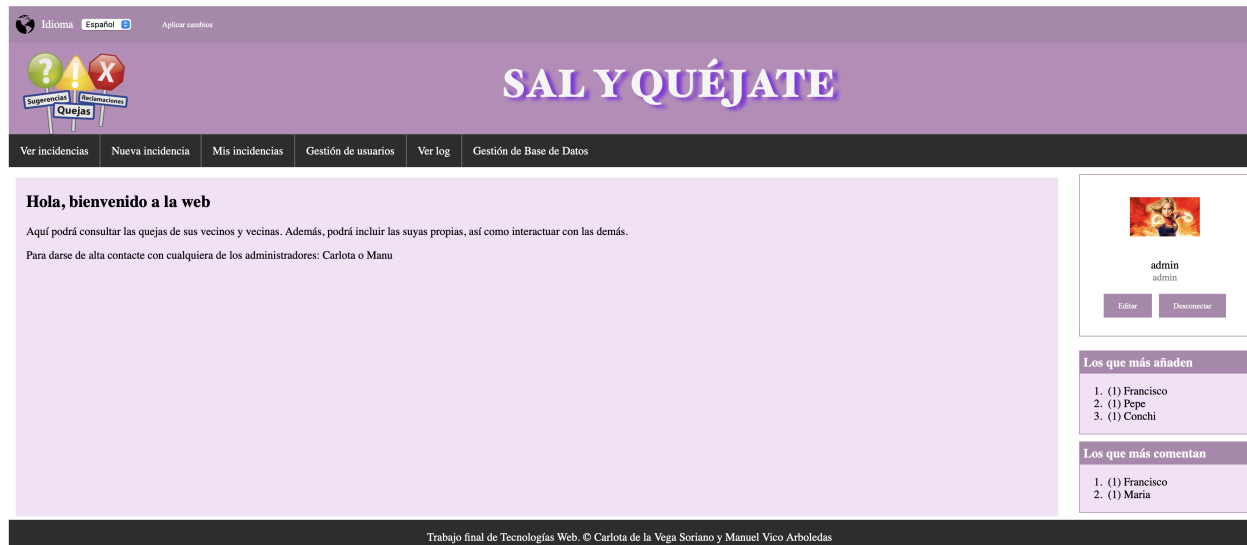 Idioma Español Aplicar cambios
? ! X
Sugerencias Reclamaciones
Quejas
SAL Y QUÉJATE
Ver incidencias Nueva incidencia Mis incidencias Gestión de usuarios Ver log Gestión de Base de Datos
Hola, bienvenido a la web
Aquí podrá consultar las quejas de sus vecinos y vecinas. Además, podrá incluir las suyas propias, así como interactuar con las demás.
Para darse de alta contacte con cualquiera de los administradores: Carlota o Manu
admin
admin
Editar Desconectar
Los que más añaden
1. (1) Francisco
2. (1) Pepe
3. (1) Conchi
Los que más comentan
1. (1) Francisco
2. (1) Maria
Trabajo final de Tecnologías Web. © Carlota de la Vega Soriano y Manuel Vico Arboledas